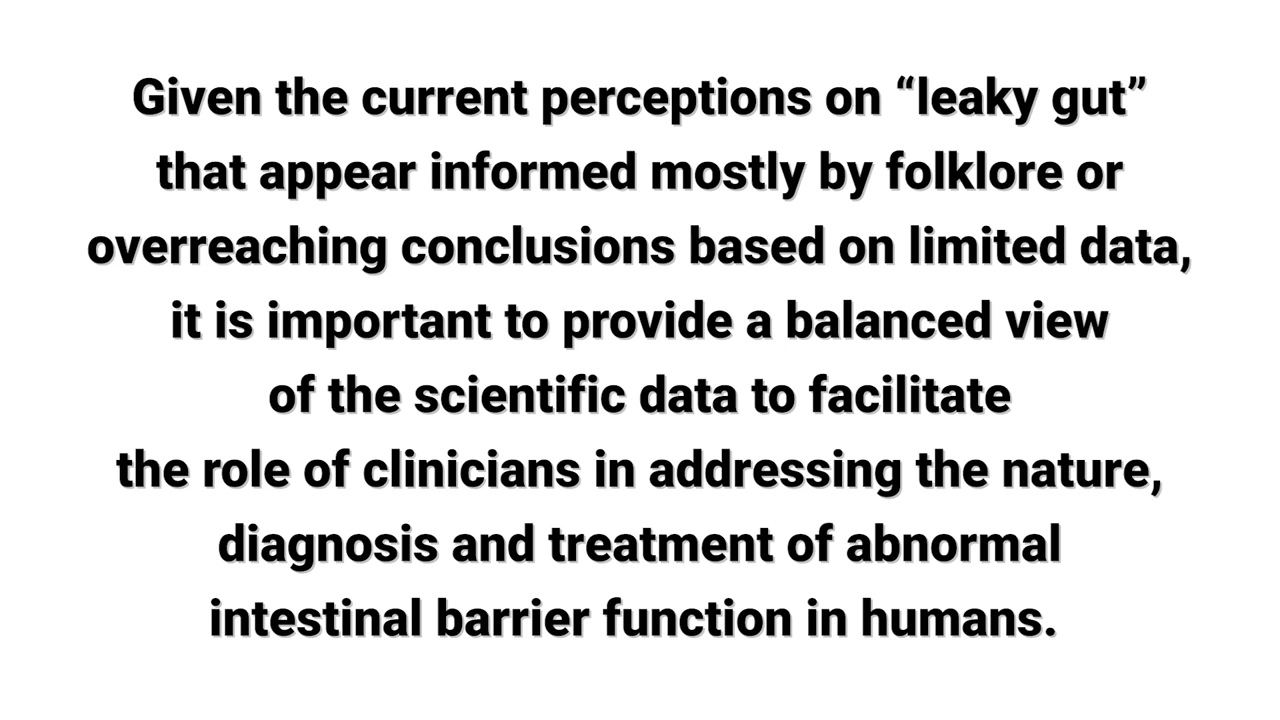 Given the current perceptions on “leaky gut”
that appear informed mostly by folklore or
overreaching conclusions based on limited data,
it is important to provide a balanced view
of the scientific data to facilitate
the role of clinicians in addressing the nature,
diagnosis and treatment of abnormal
intestinal barrier function in humans.